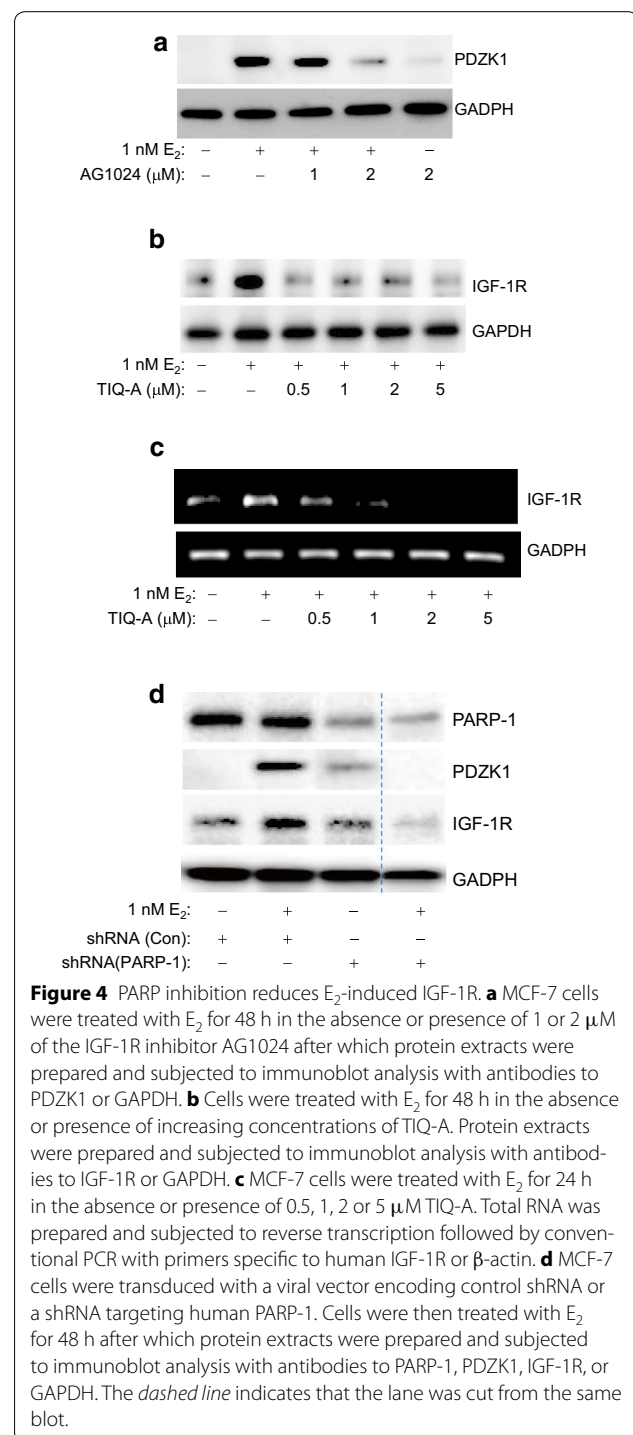 a
PDZK1
GADPH
1 nM E₂: – + + + –
AG1024 (μM): – – 1 2 2
b
IGF-1R
GAPDH
1 nM E₂: – + + + + +
TIQ-A (μM): – – 0.5 1 2 5
c
IGF-1R
GADPH
1 nM E₂: – + + + + +
TIQ-A (μM): – – 0.5 1 2 5
d
PARP-1
PDZK1
IGF-1R
GADPH
1 nM E₂: – + – +
shRNA (Con): + + – –
shRNA(PARP-1): – – + +
Figure 4 PARP inhibition reduces E₂-induced IGF-1R. a MCF-7 cells
were treated with E₂ for 48 h in the absence or presence of 1 or 2 μM
of the IGF-1R inhibitor AG1024 after which protein extracts were
prepared and subjected to immunoblot analysis with antibodies to
PDZK1 or GAPDH. b Cells were treated with E₂ for 48 h in the absence
or presence of increasing concentrations of TIQ-A. Protein extracts
were prepared and subjected to immunoblot analysis with antibod-
ies to IGF-1R or GAPDH. c MCF-7 cells were treated with E₂ for 24 h
in the absence or presence of 0.5, 1, 2 or 5 μM TIQ-A. Total RNA was
prepared and subjected to reverse transcription followed by conven-
tional PCR with primers specific to human IGF-1R or β-actin. d MCF-7
cells were transduced with a viral vector encoding control shRNA or
a shRNA targeting human PARP-1. Cells were then treated with E₂
for 48 h after which protein extracts were prepared and subjected
to immunoblot analysis with antibodies to PARP-1, PDZK1, IGF-1R, or
GAPDH. The dashed line indicates that the lane was cut from the same
blot.